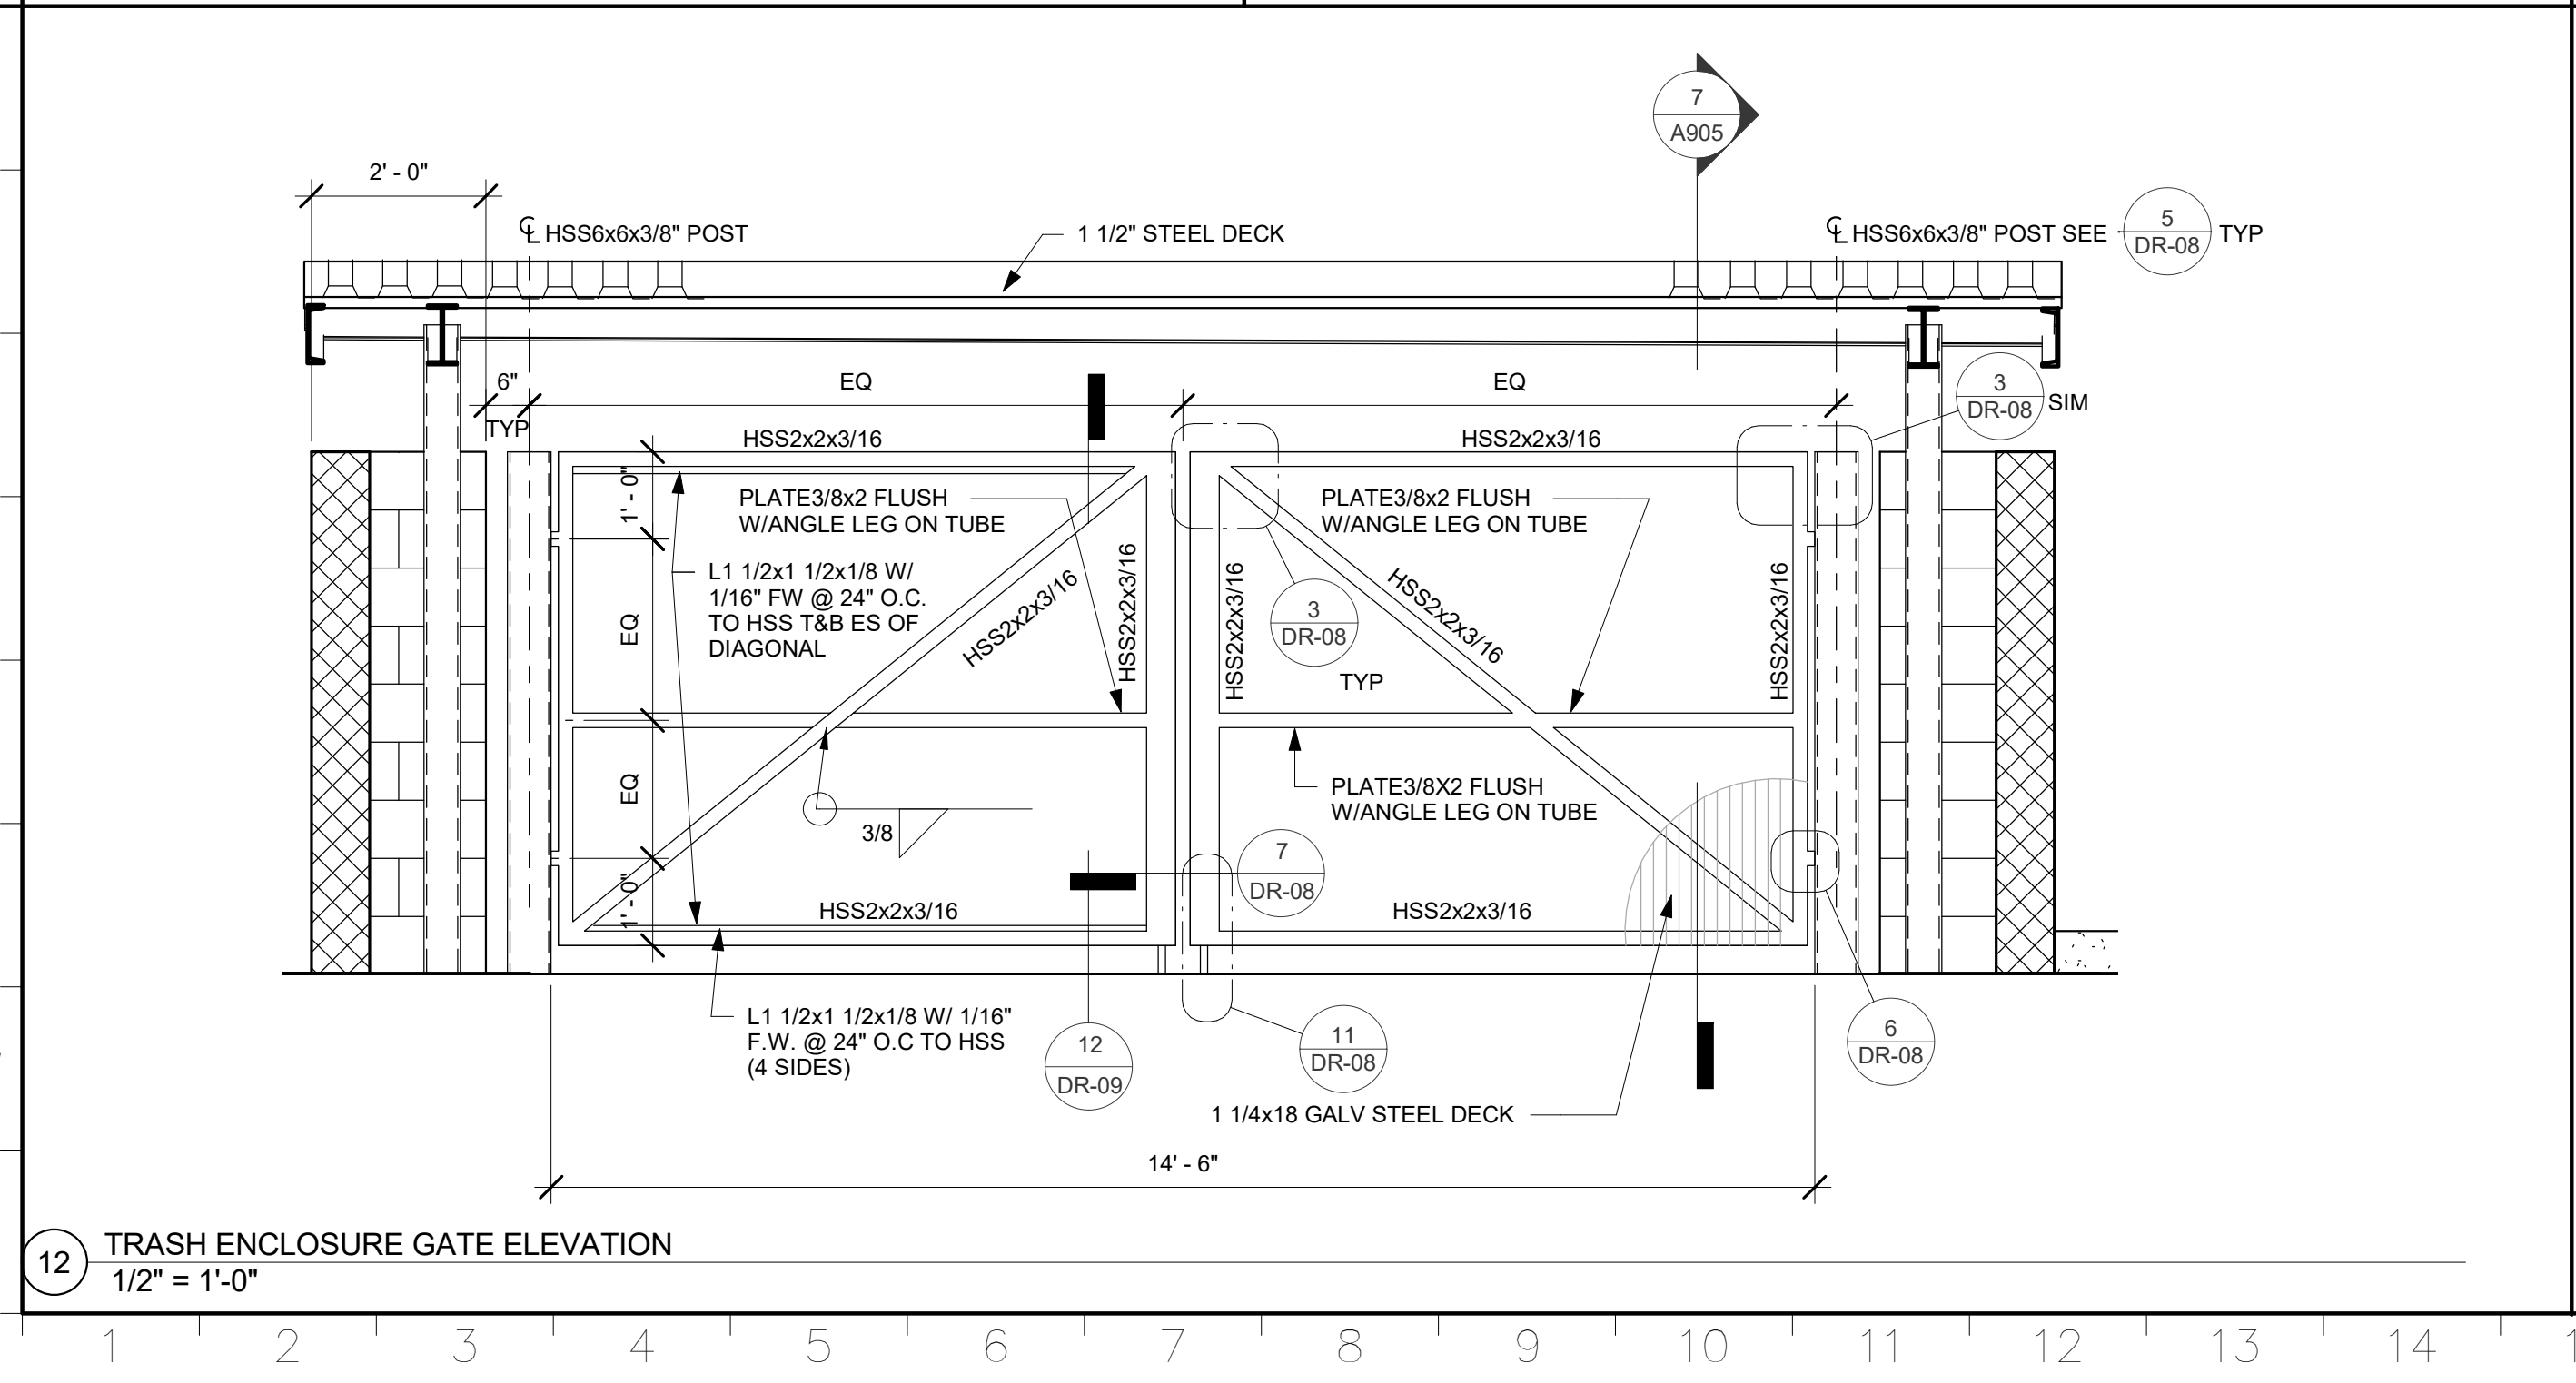 7
A905
2' - 0"
℄ HSS6x6x3/8" POST
1 1/2" STEEL DECK
℄ HSS6x6x3/8" POST SEE
5
DR-08
TYP
6"
TYP
EQ
EQ
3
DR-08
SIM
HSS2x2x3/16
HSS2x2x3/16
1' - 0"
PLATE3/8x2 FLUSH
W/ANGLE LEG ON TUBE
PLATE3/8x2 FLUSH
W/ANGLE LEG ON TUBE
L1 1/2x1 1/2x1/8 W/
1/16" FW @ 24" O.C.
TO HSS T&B ES OF
DIAGONAL
EQ
HSS2x2x3/16
HSS2x2x3/16
HSS2x2x3/16
3
DR-08
TYP
HSS2x2x3/16
HSS2x2x3/16
EQ
3/8
PLATE3/8X2 FLUSH
W/ANGLE LEG ON TUBE
7
DR-08
1' - 0"
HSS2x2x3/16
HSS2x2x3/16
L1 1/2x1 1/2x1/8 W/ 1/16"
F.W. @ 24" O.C TO HSS
(4 SIDES)
12
DR-09
11
DR-08
6
DR-08
1 1/4x18 GALV STEEL DECK
14' - 6"
12
TRASH ENCLOSURE GATE ELEVATION
1/2" = 1'-0"
1 2 3 4 5 6 7 8 9 10 11 12 13 14